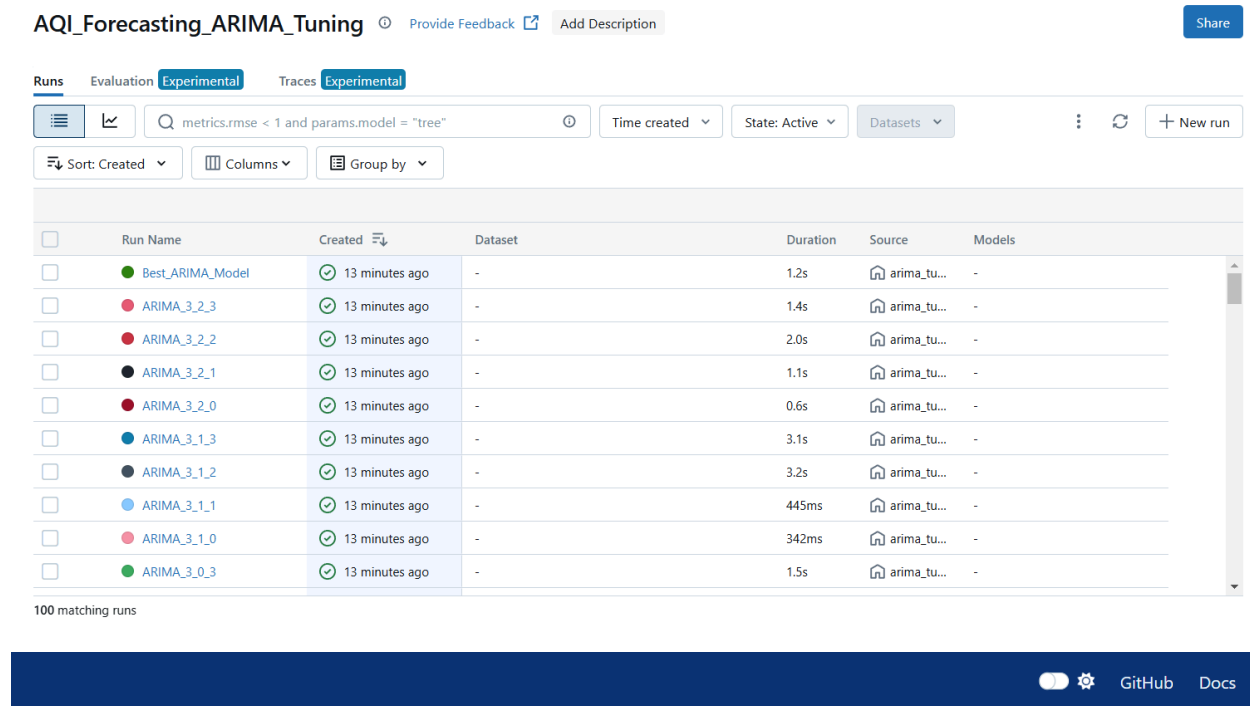 AQI_Forecasting_ARIMA_Tuning Provide Feedback Add Description Share
Runs Evaluation Experimental Traces Experimental
metrics.rmse < 1 and params.model = "tree" Time created State: Active Datasets + New run
Sort: Created Columns Group by
Run Name Created Dataset Duration Source Models
Best_ARIMA_Model 13 minutes ago - 1.2s arima_tu... -
ARIMA_3_2_3 13 minutes ago - 1.4s arima_tu... -
ARIMA_3_2_2 13 minutes ago - 2.0s arima_tu... -
ARIMA_3_2_1 13 minutes ago - 1.1s arima_tu... -
ARIMA_3_2_0 13 minutes ago - 0.6s arima_tu... -
ARIMA_3_1_3 13 minutes ago - 3.1s arima_tu... -
ARIMA_3_1_2 13 minutes ago - 3.2s arima_tu... -
ARIMA_3_1_1 13 minutes ago - 445ms arima_tu... -
ARIMA_3_1_0 13 minutes ago - 342ms arima_tu... -
ARIMA_3_0_3 13 minutes ago - 1.5s arima_tu... -
100 matching runs
GitHub Docs